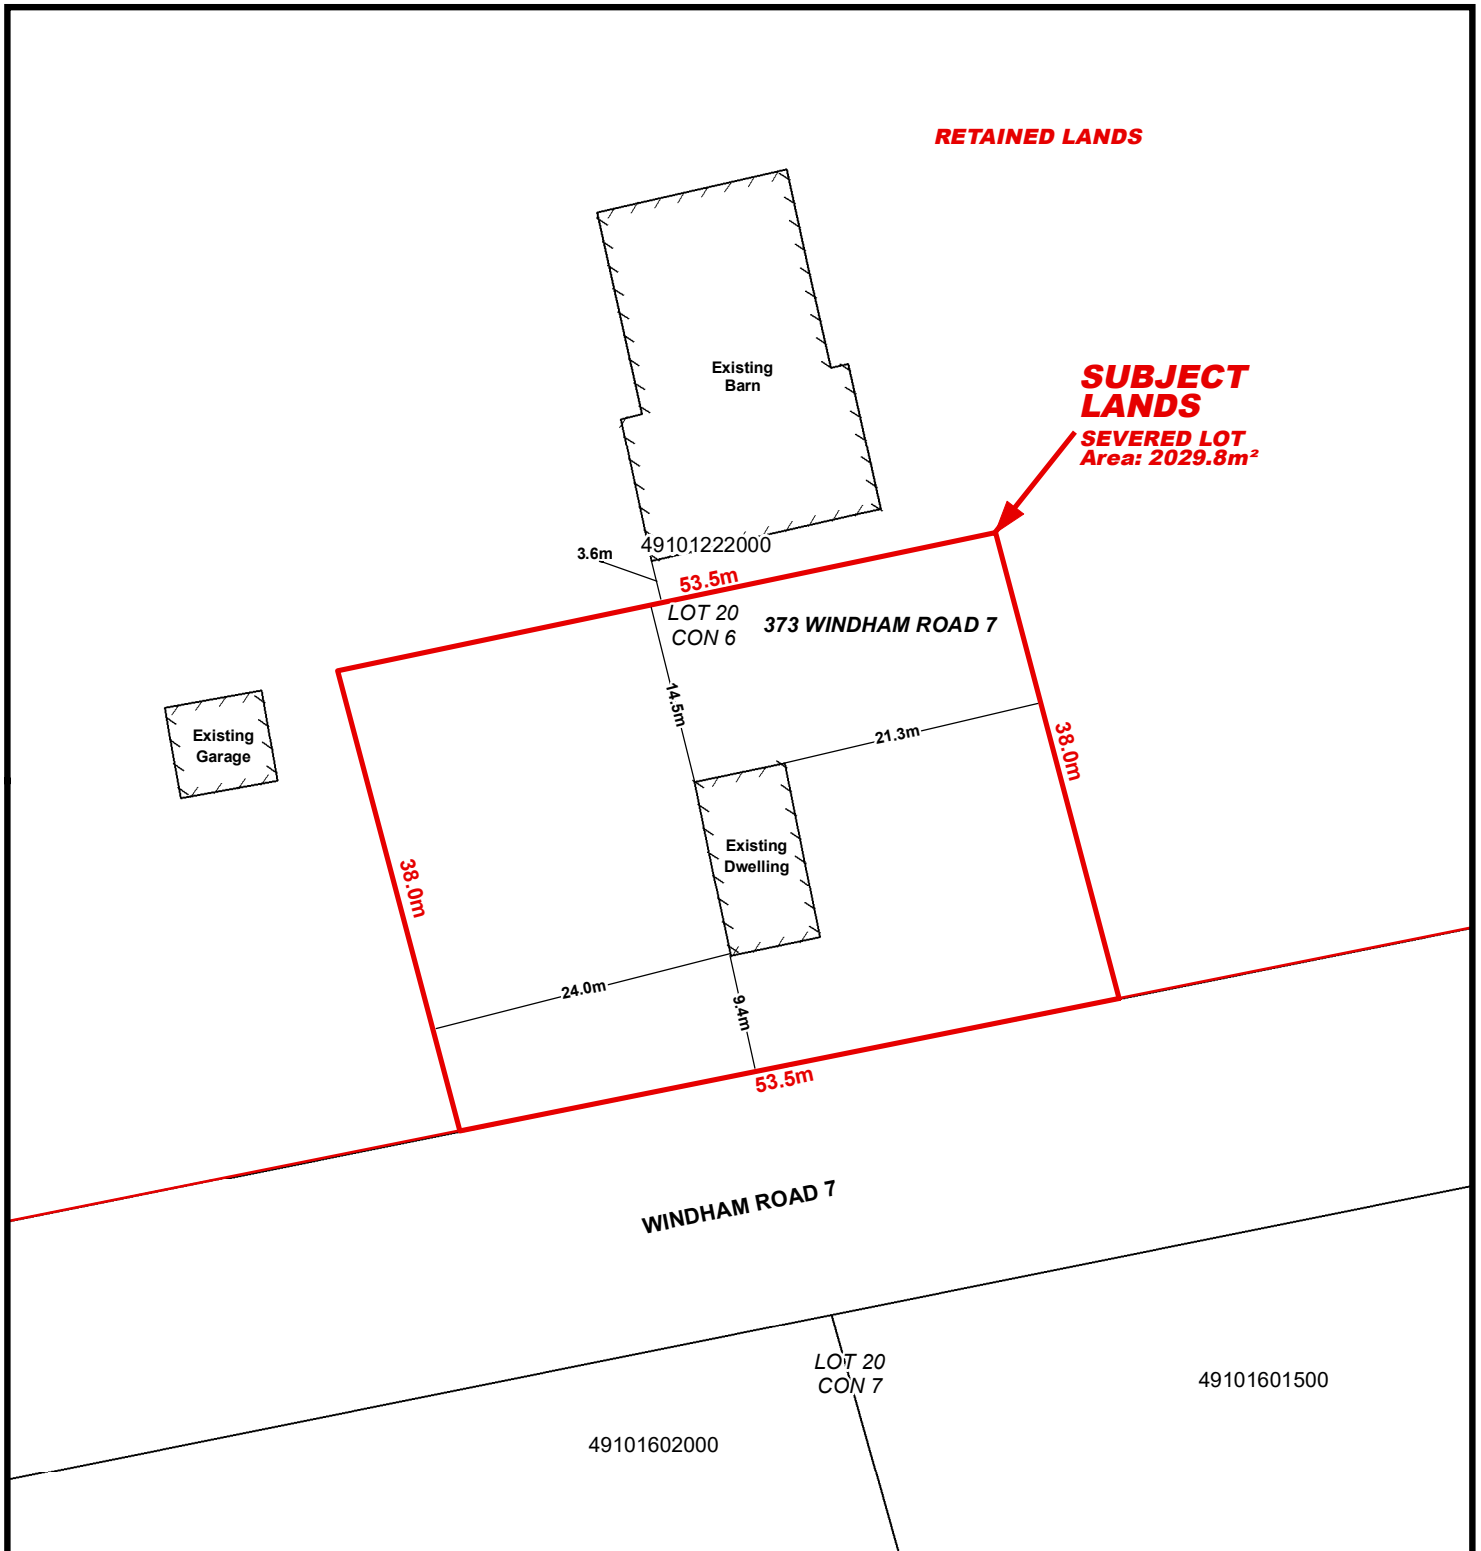 RETAINED LANDS
Existing
Barn
SUBJECT
LANDS
SEVERED LOT
Area: 2029.8m²
49101222000
3.6m
53.5m
LOT 20
CON 6
373 WINDHAM ROAD 7
14.5m
21.3m
38.0m
Existing
Garage
Existing
Dwelling
38.0m
24.0m
9.4m
53.5m
WINDHAM ROAD 7
LOT 20
CON 7
49101601500
49101602000